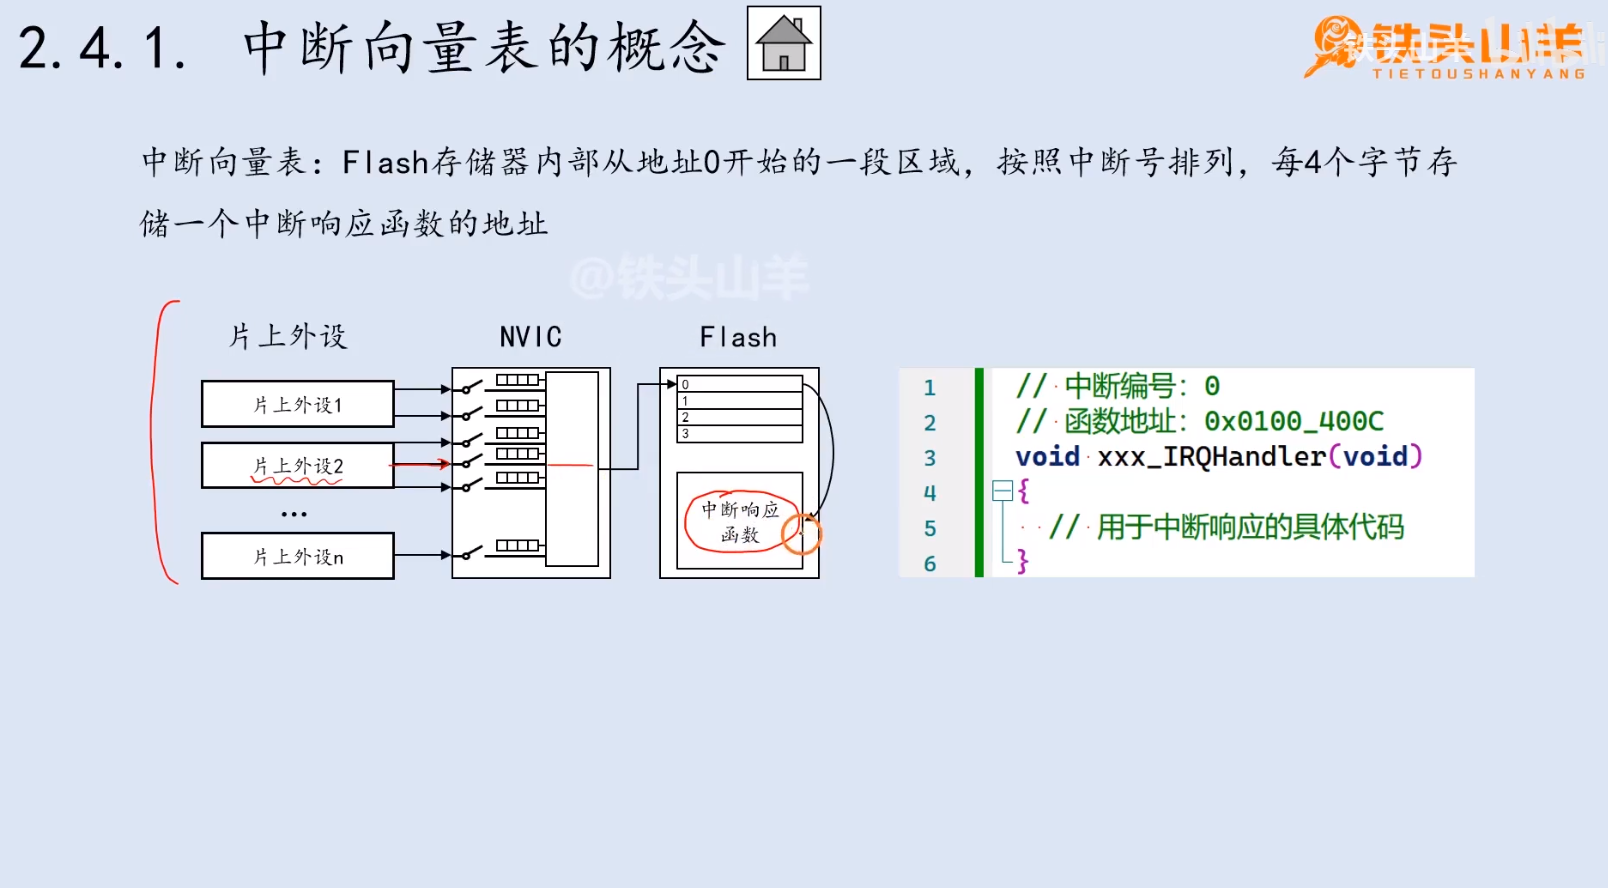 2.4.1. 中断向量表的概念
铁头山羊
TIETOUSHANYANG
中断向量表：Flash存储器内部从地址0开始的一段区域，按照中断号排列，每4个字节存
储一个中断响应函数的地址
@铁头山羊
片上外设 NVIC Flash
片上外设1
片上外设2
...
片上外设n
0
1
2
3
中断响应
函数
1 // 中断编号：0
2 // 函数地址：0x0100_400C
3 void xxx_IRQHandler(void)
4 {
5 // 用于中断响应的具体代码
6 }